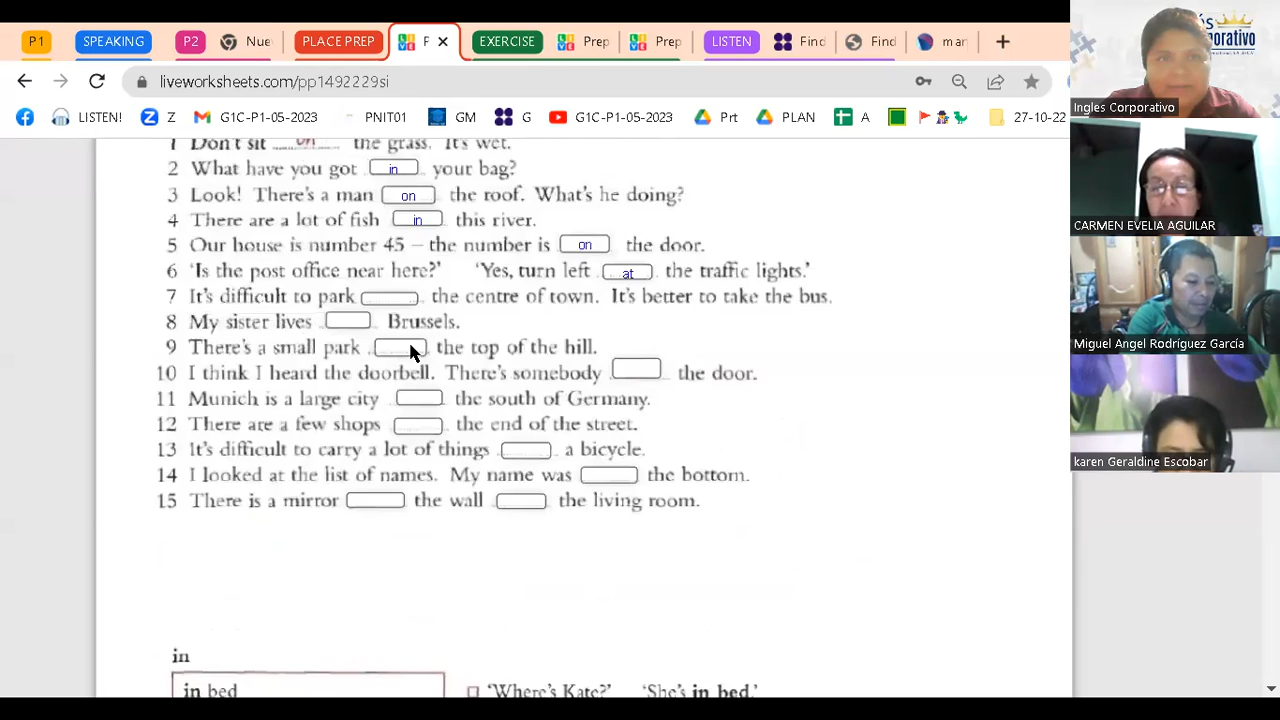 P1 SPEAKING P2 Nue PLACE PREP F EXERCISE Prep Prep LISTEN Find Find mar
liveworksheets.com/pp1492229si
LISTEN! Z G1C-P1-05-2023 PNIT01 GM G G1C-P1-05-2023 Prt PLAN A 27-10-22
1 Don't sit on the grass. It's wet.
2 What have you got in your bag?
3 Look! There's a man on the roof. What's he doing?
4 There are a lot of fish in this river.
5 Our house is number 45 – the number is on the door.
6 'Is the post office near here?' 'Yes, turn left at the traffic lights.'
7 It's difficult to park the centre of town. It's better to take the bus.
8 My sister lives Brussels.
9 There's a small park the top of the hill.
10 I think I heard the doorbell. There's somebody the door.
11 Munich is a large city the south of Germany.
12 There are a few shops the end of the street.
13 It's difficult to carry a lot of things a bicycle.
14 I looked at the list of names. My name was the bottom.
15 There is a mirror the wall the living room.
in
in bed 'Where's Kate?' 'She's in bed.'
Ingles Corporativo
CARMEN EVELIA AGUILAR
Miguel Angel Rodríguez García
karen Geraldine Escobar